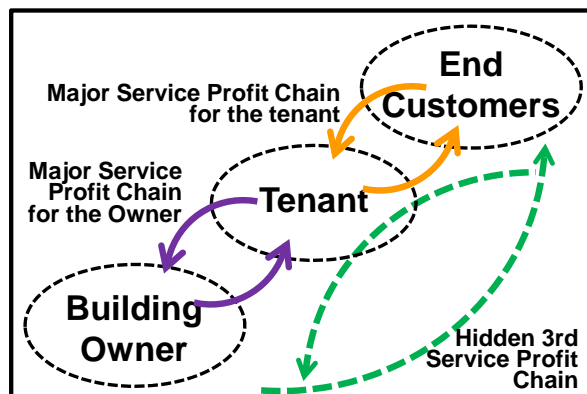 End
Customers
Major Service Profit Chain
for the tenant
Major Service
Profit Chain
for the Owner
Tenant
Building
Owner
Hidden 3rd
Service Profit
Chain